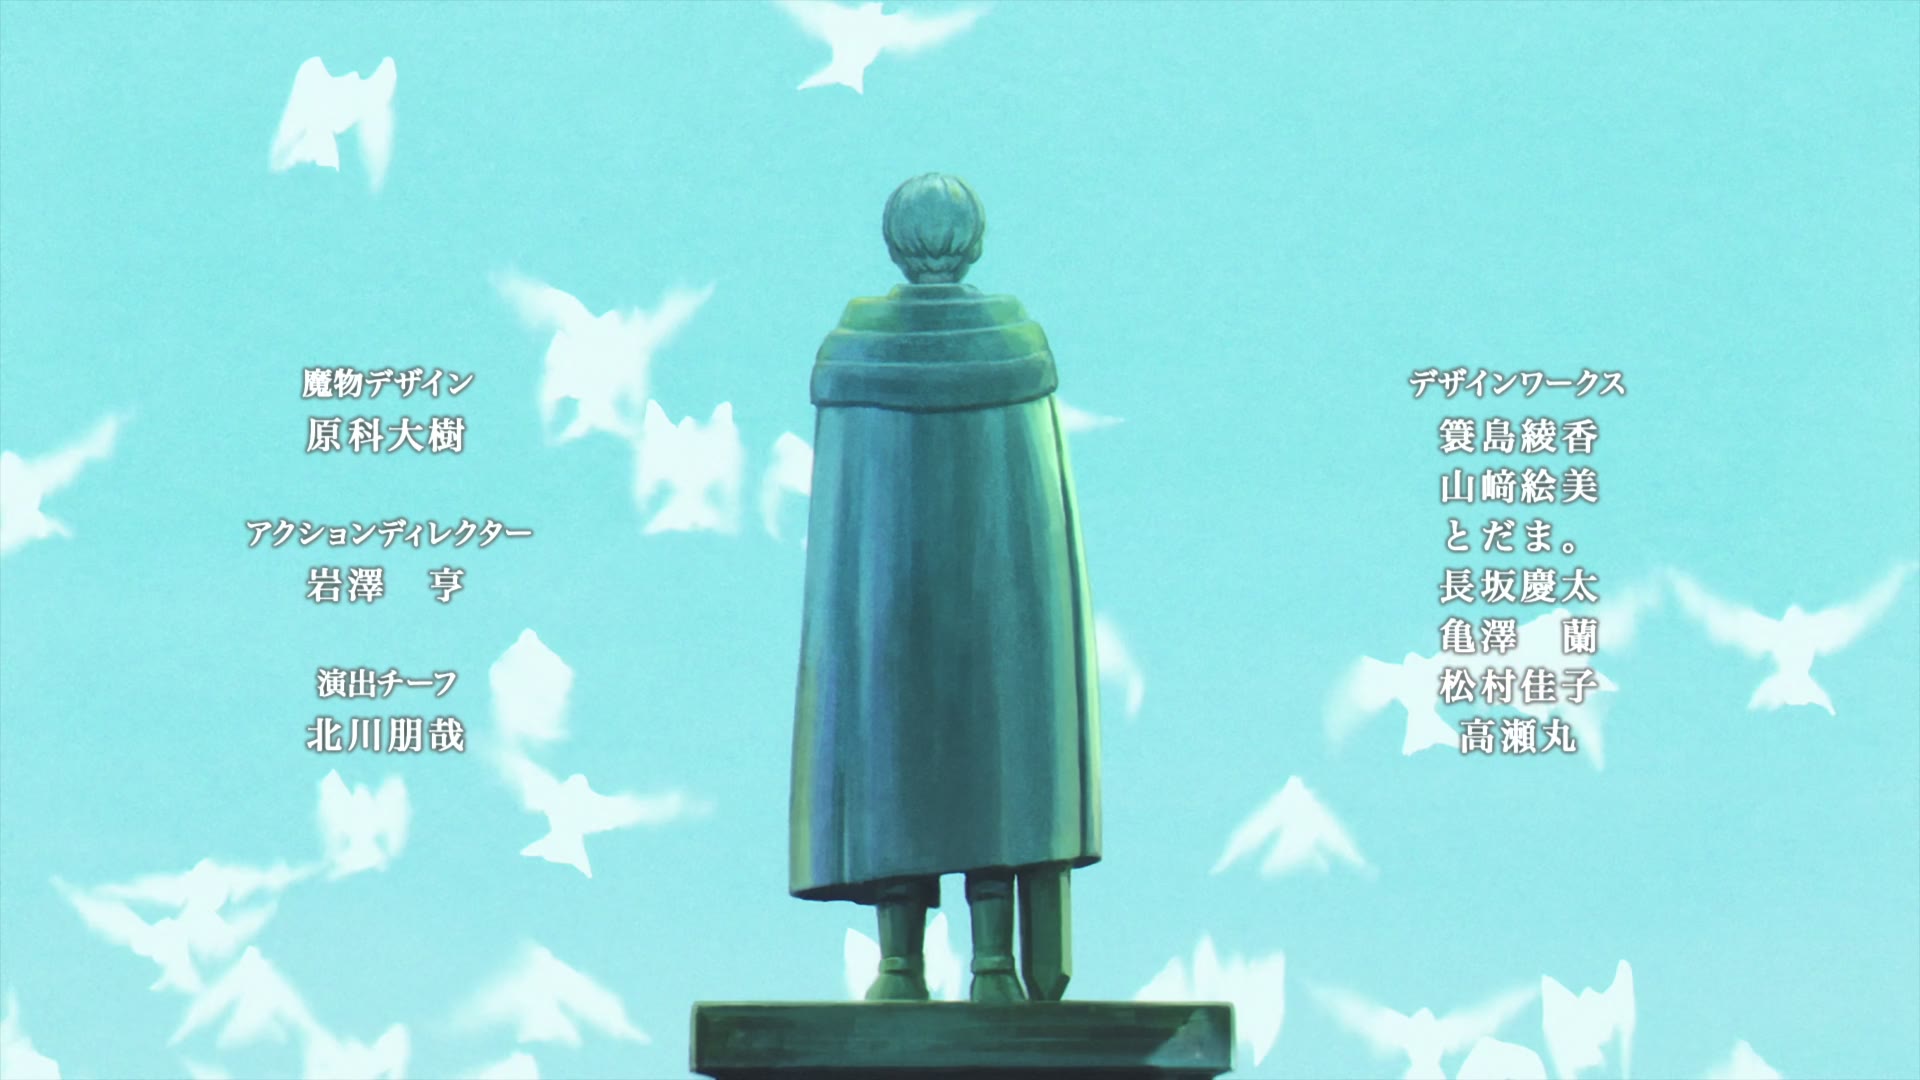 魔物デザイン
原科大樹
アクションディレクター
岩澤　亨
演出チーフ
北川朋哉
デザインワークス
簑島綾香
山﨑絵美
とだま。
長坂慶太
亀澤　蘭
松村佳子
高瀬丸